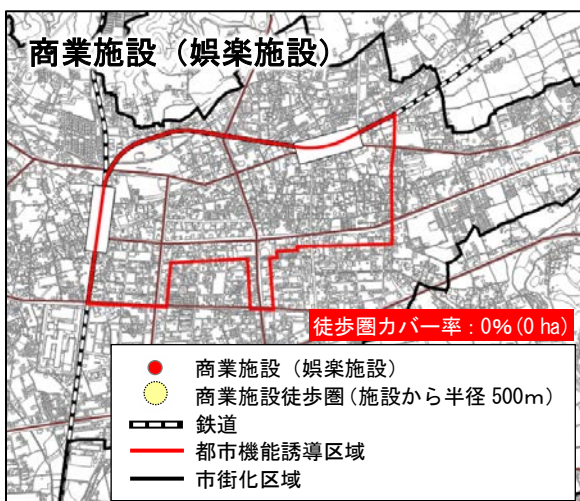 商業施設（娯楽施設）
徒歩圏カバー率：0％(0 ha)
商業施設（娯楽施設）
商業施設徒歩圏(施設から半径 500ｍ)
鉄道
都市機能誘導区域
市街化区域